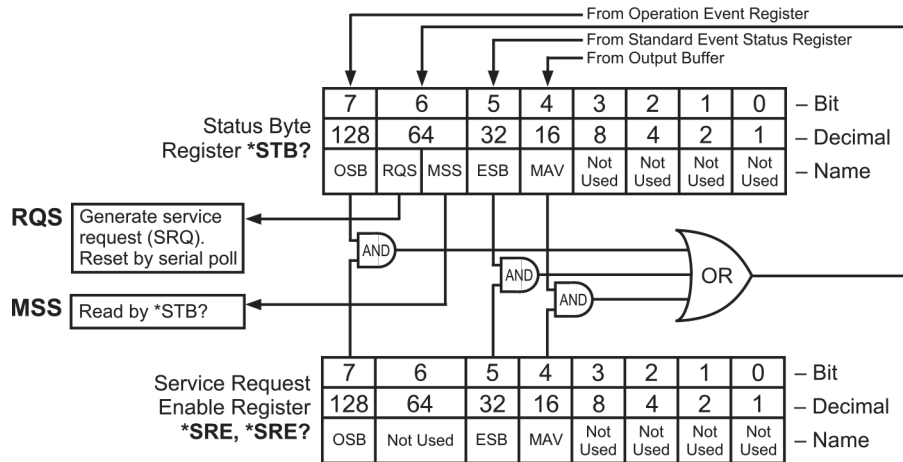 From Operation Event Register
From Standard Event Status Register
From Output Buffer
7 6 5 4 3 2 1 0 – Bit
Status Byte
Register *STB?
128 64 32 16 8 4 2 1 – Decimal
OSB RQS MSS ESB MAV Not Used Not Used Not Used Not Used – Name
RQS
Generate service
request (SRQ).
Reset by serial poll
AND
AND
AND
OR
MSS
Read by *STB?
7 6 5 4 3 2 1 0 – Bit
Service Request
Enable Register
*SRE, *SRE?
128 64 32 16 8 4 2 1 – Decimal
OSB Not Used ESB MAV Not Used Not Used Not Used Not Used – Name